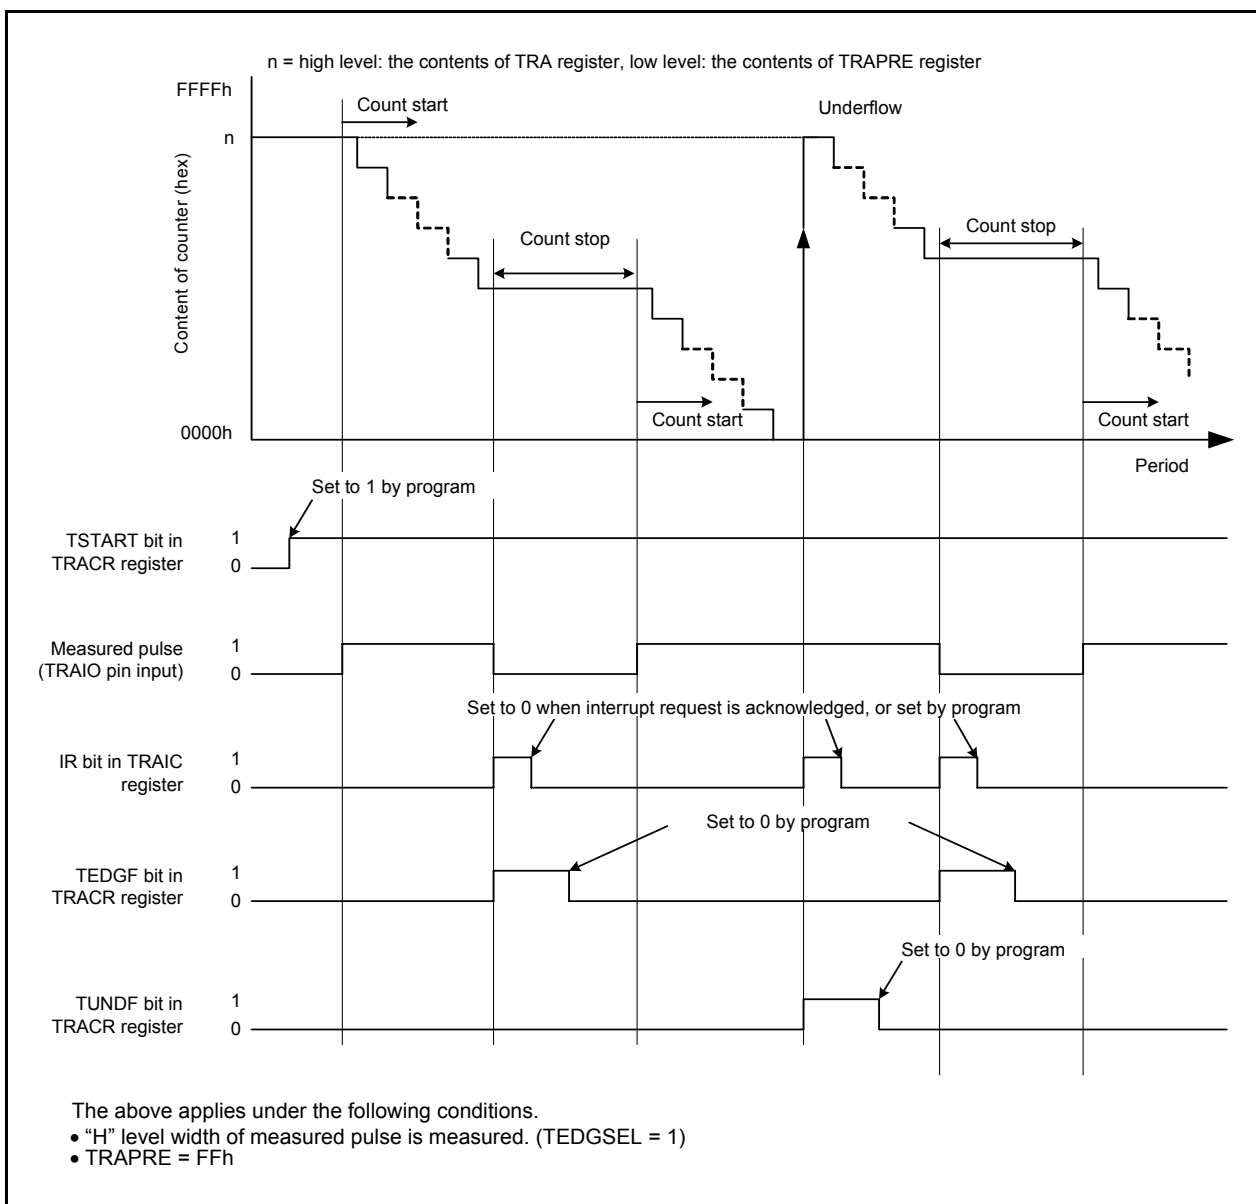 n = high level: the contents of TRA register, low level: the contents of TRAPRE register
FFFFh
Count start
Underflow
n
Content of counter (hex)
Count stop
Count stop
Count start
Count start
0000h
Period
Set to 1 by program
TSTART bit in
TRACR register
1
0
Measured pulse
(TRAIO pin input)
1
0
Set to 0 when interrupt request is acknowledged, or set by program
IR bit in TRAIC
register
1
0
Set to 0 by program
TEDGF bit in
TRACR register
1
0
Set to 0 by program
TUNDF bit in
TRACR register
1
0
The above applies under the following conditions.
• “H” level width of measured pulse is measured. (TEDGSEL = 1)
• TRAPRE = FFh